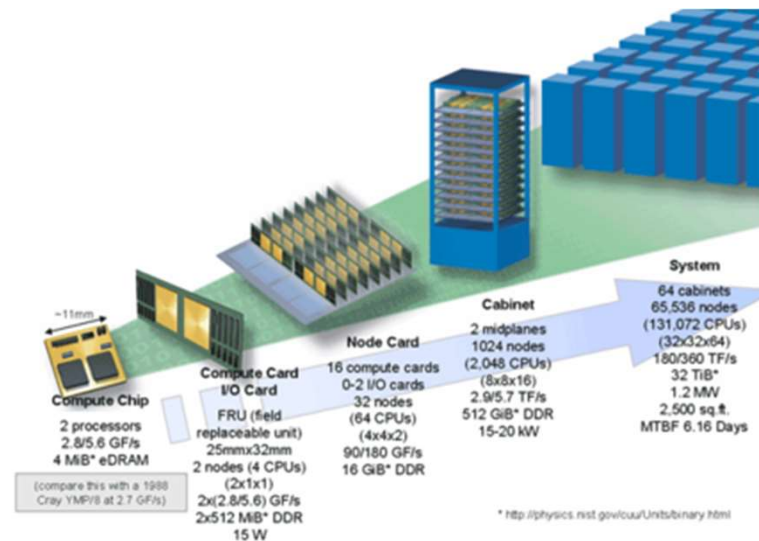 ~11mm
Compute Chip
2 processors
2.8/5.6 GF/s
4 MiB* eDRAM
(compare this with a 1988
Cray YMP/8 at 2.7 GF/s)
Compute Card
I/O Card
FRU (field
replaceable unit)
25mmx32mm
2 nodes (4 CPUs)
(2x1x1)
2x(2.8/5.6) GF/s
2x512 MiB* DDR
15 W
Node Card
16 compute cards
0-2 I/O cards
32 nodes
(64 CPUs)
(4x4x2)
90/180 GF/s
16 GiB* DDR
Cabinet
2 midplanes
1024 nodes
(2,048 CPUs)
(8x8x16)
2.9/5.7 TF/s
512 GiB* DDR
15-20 kW
System
64 cabinets
65,536 nodes
(131,072 CPUs)
(32x32x64)
180/360 TF/s
32 TiB*
1.2 MW
2,500 sq.ft.
MTBF 6.16 Days
* http://physics.nist.gov/cuu/Units/binary.html